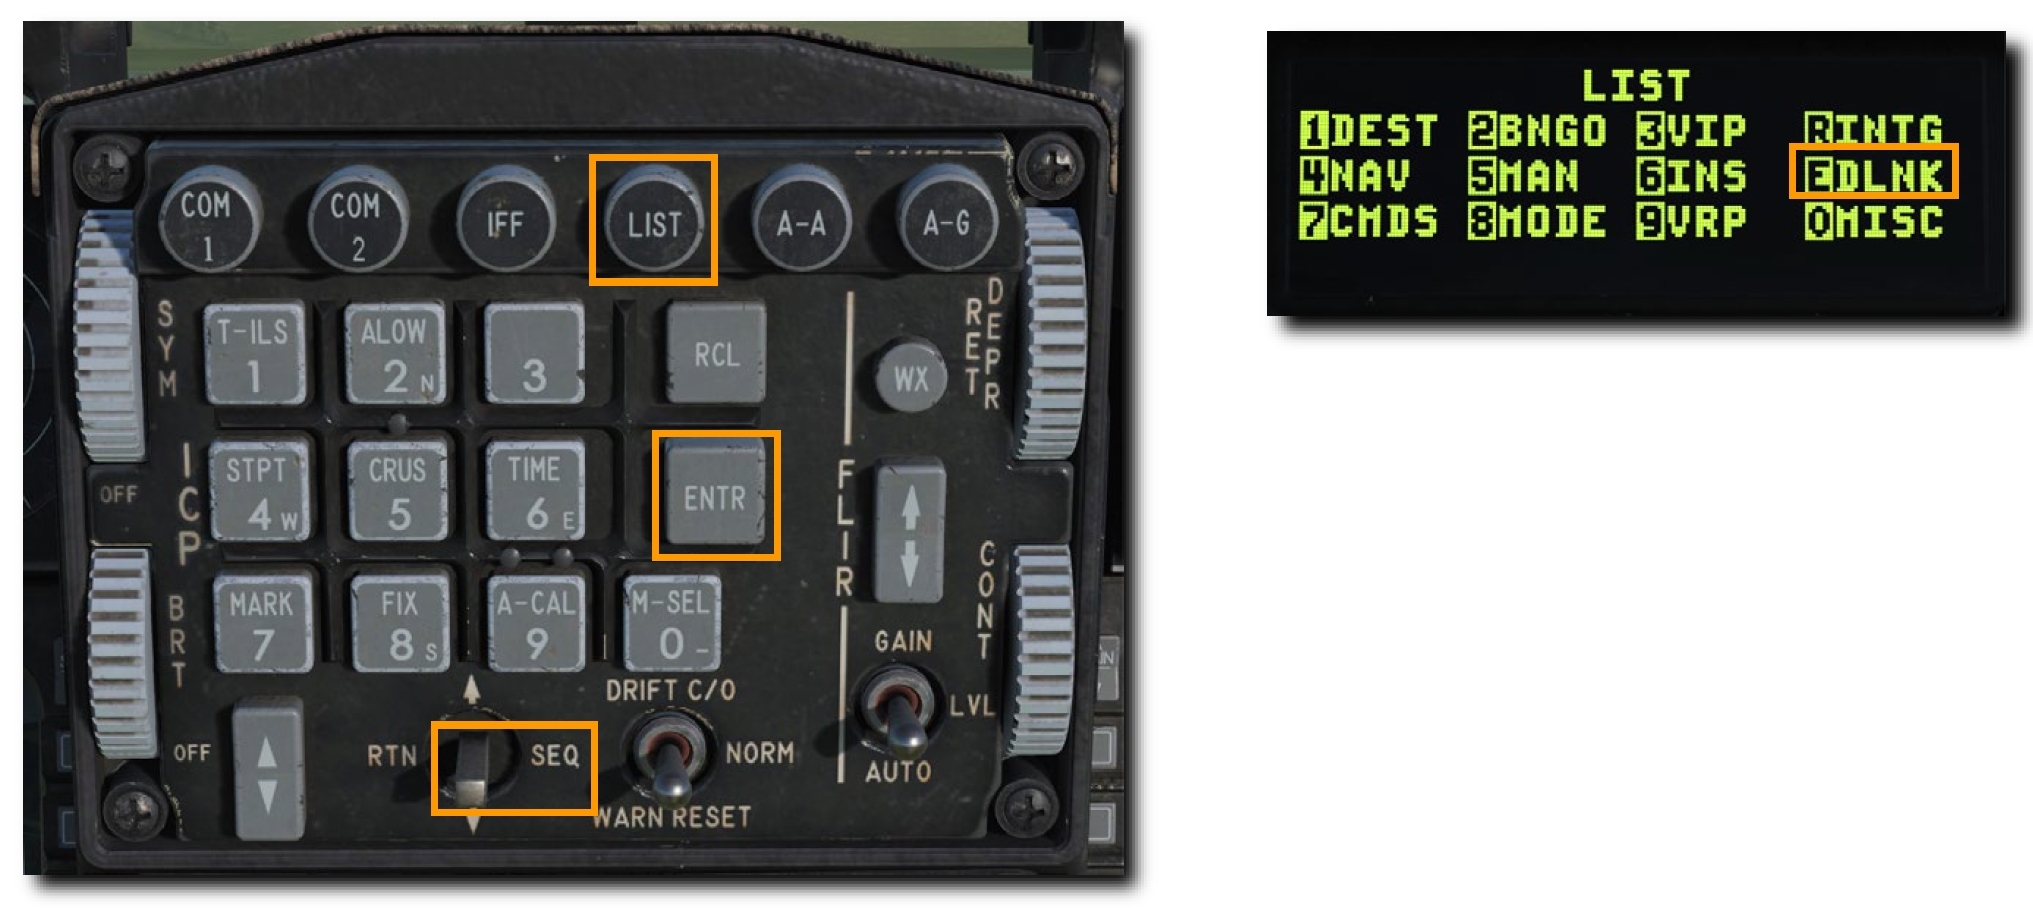 COM 1
COM 2
IFF
LIST
A-A
A-G
SYM
T-ILS 1
ALOW 2 N
3
RCL
WX
RET
DEPR
ICP
OFF
STPT 4 W
CRUS 5
TIME 6 E
ENTR
FLIR
CONT
BRT
MARK 7
FIX 8 S
A-CAL 9
M-SEL 0 -
GAIN
LVL
AUTO
OFF
RTN
SEQ
DRIFT C/O
NORM
WARN RESET
LIST
1DEST 2BNGO 3VIP RINTG
4NAV 5MAN 6INS EDLNK
7CMDS 8MODE 9VRP 0MISC